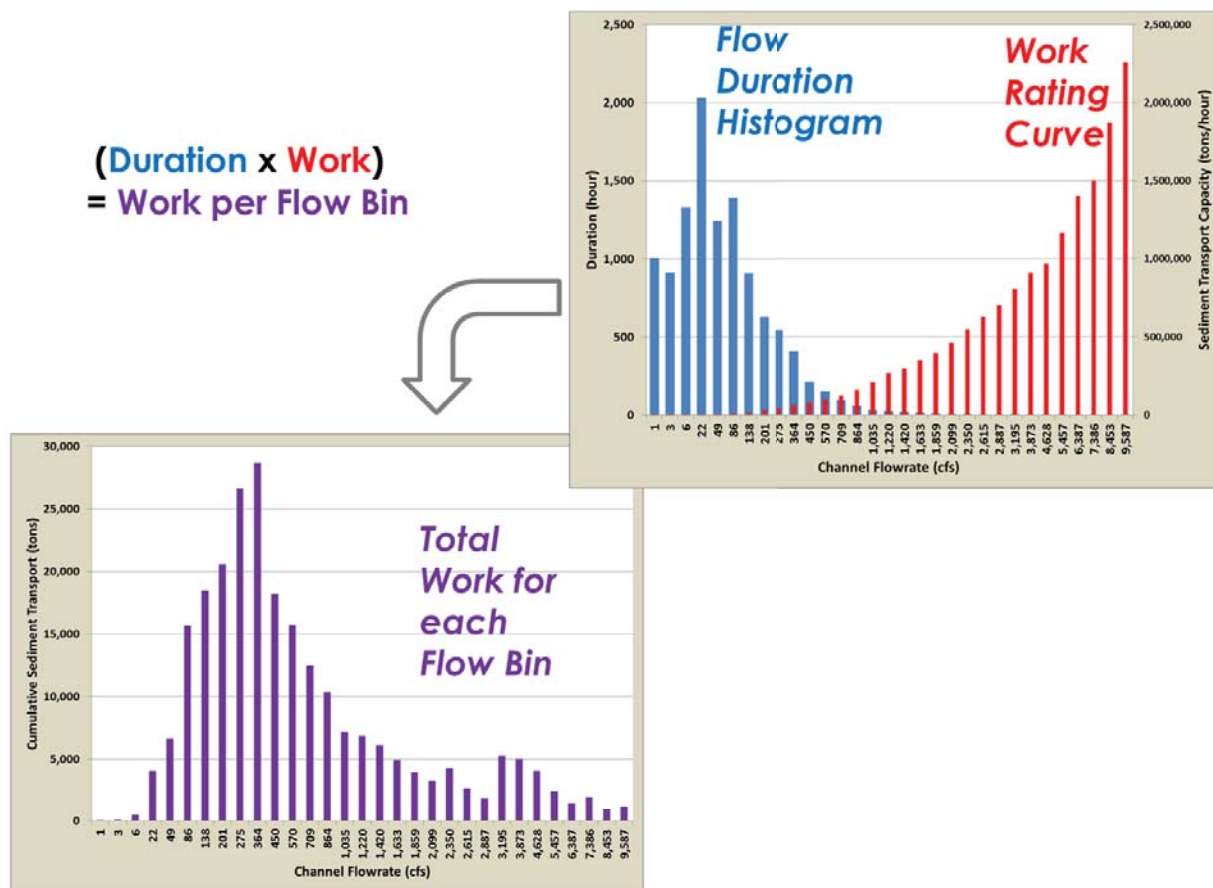 (Duration x Work)
= Work per Flow Bin
Flow
Duration
Histogram
Work
Rating
Curve
Duration (hour)
2,500
2,000
1,500
1,000
500
0
2,500,000
2,000,000
1,500,000
1,000,000
500,000
0
Sediment Transport Capacity (tons/hour)
1 3 6 22 49 86 138 201 275 364 450 570 709 864 1,035 1,220 1,420 1,633 1,859 2,099 2,350 2,615 2,887 3,195 3,873 4,628 5,457 6,387 7,386 8,453 9,587
Channel Flowrate (cfs)
Total
Work for
each
Flow Bin
Cumulative Sediment Transport (tons)
30,000
25,000
20,000
15,000
10,000
5,000
0
1 3 6 22 49 86 138 201 275 364 450 570 709 864 1,035 1,220 1,420 1,633 1,859 2,099 2,350 2,615 2,887 3,195 3,873 4,628 5,457 6,387 7,386 8,453 9,587
Channel Flowrate (cfs)